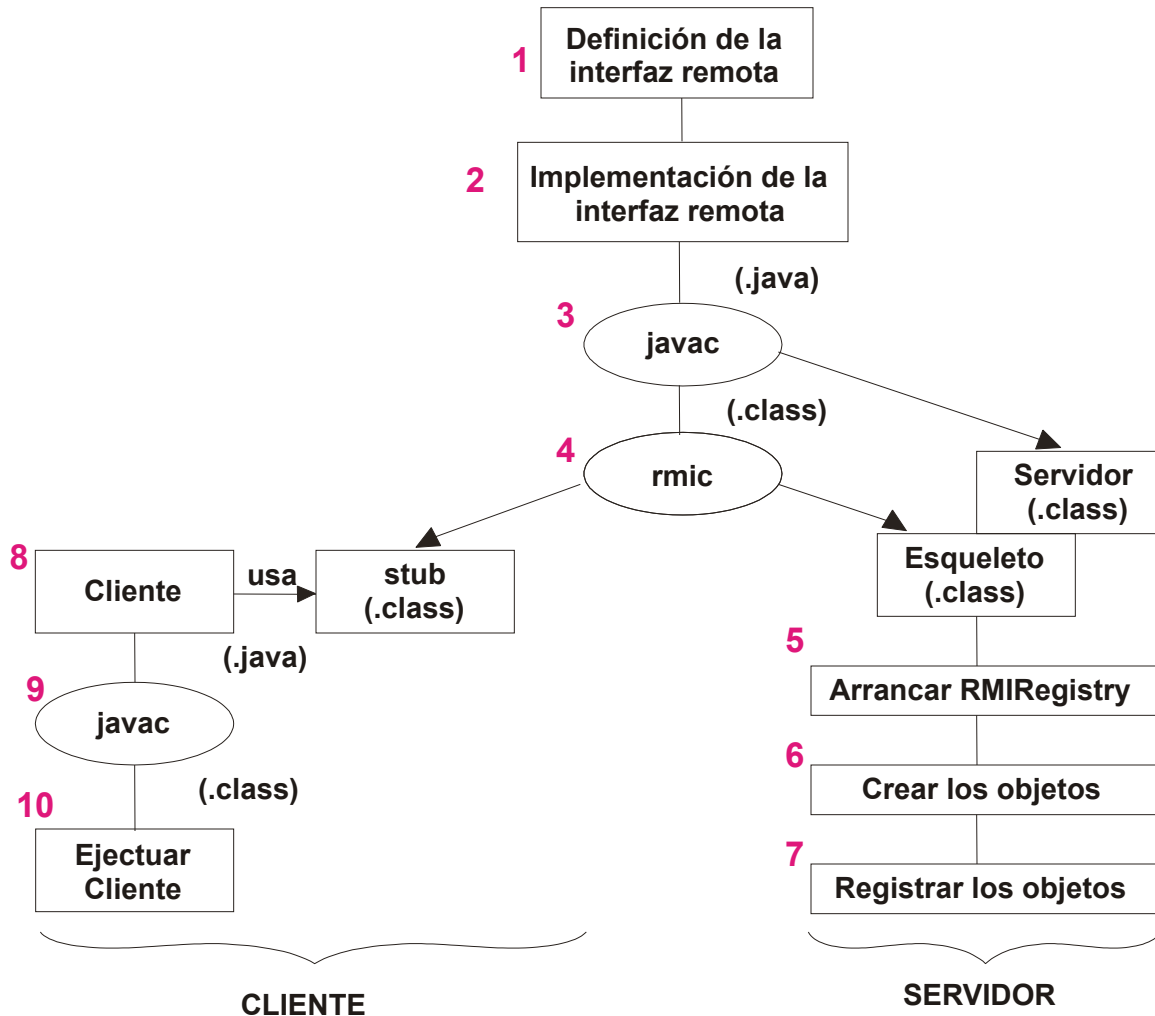 1
Definición de la
interfaz remota
2
Implementación de la
interfaz remota
(.java)
3
javac
(.class)
4
rmic
Servidor
(.class)
Esqueleto
(.class)
8
Cliente
usa
stub
(.class)
(.java)
9
javac
(.class)
10
Ejectuar
Cliente
5
Arrancar RMIRegistry
6
Crear los objetos
7
Registrar los objetos
CLIENTE
SERVIDOR